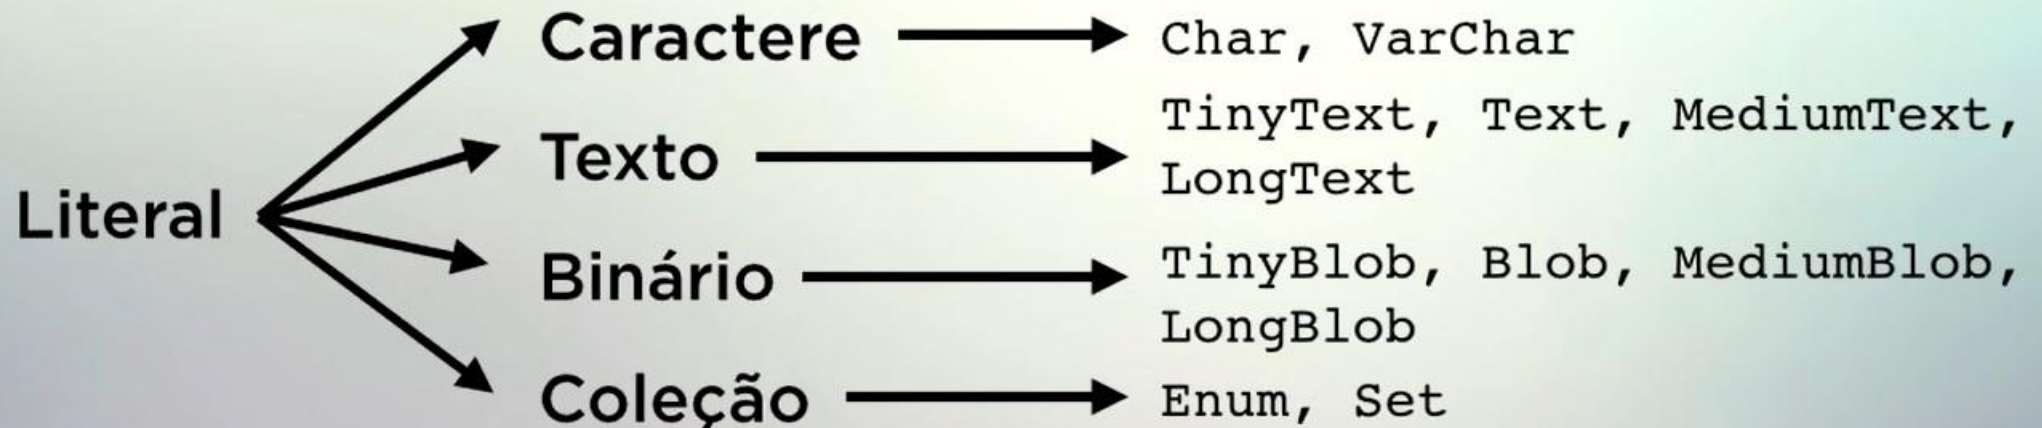 Literal
Caractere
Char, VarChar
Texto
TinyText, Text, MediumText,
LongText
Binário
TinyBlob, Blob, MediumBlob,
LongBlob
Coleção
Enum, Set